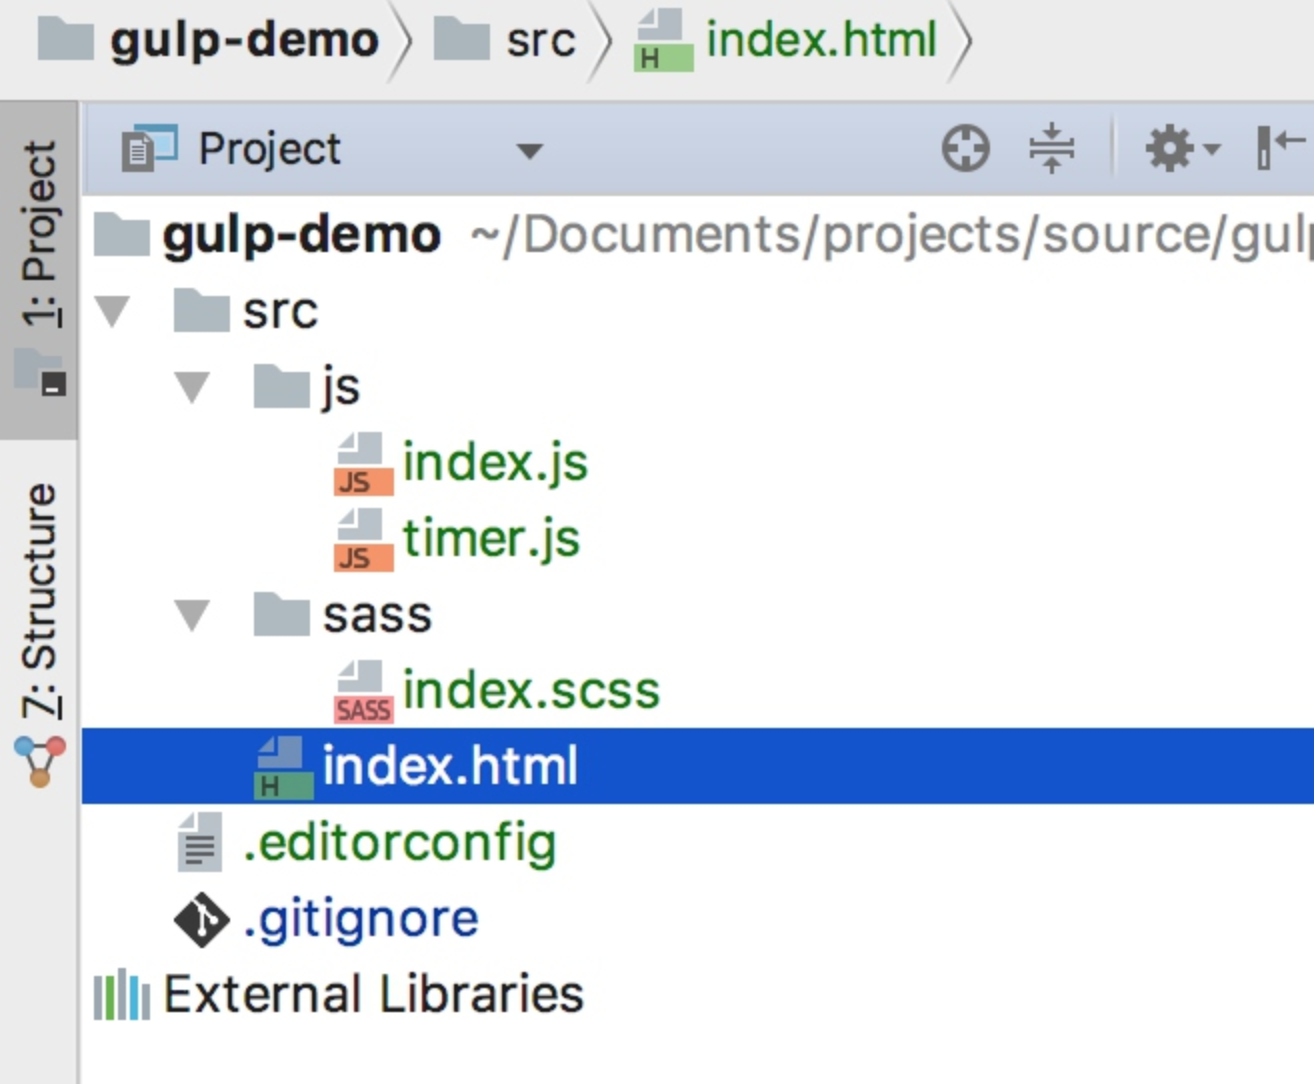 gulp-demo src index.html
Project
1: Project
7: Structure
gulp-demo ~/Documents/projects/source/gulp
src
js
JS index.js
JS timer.js
sass
SASS index.scss
H index.html
.editorconfig
.gitignore
External Libraries